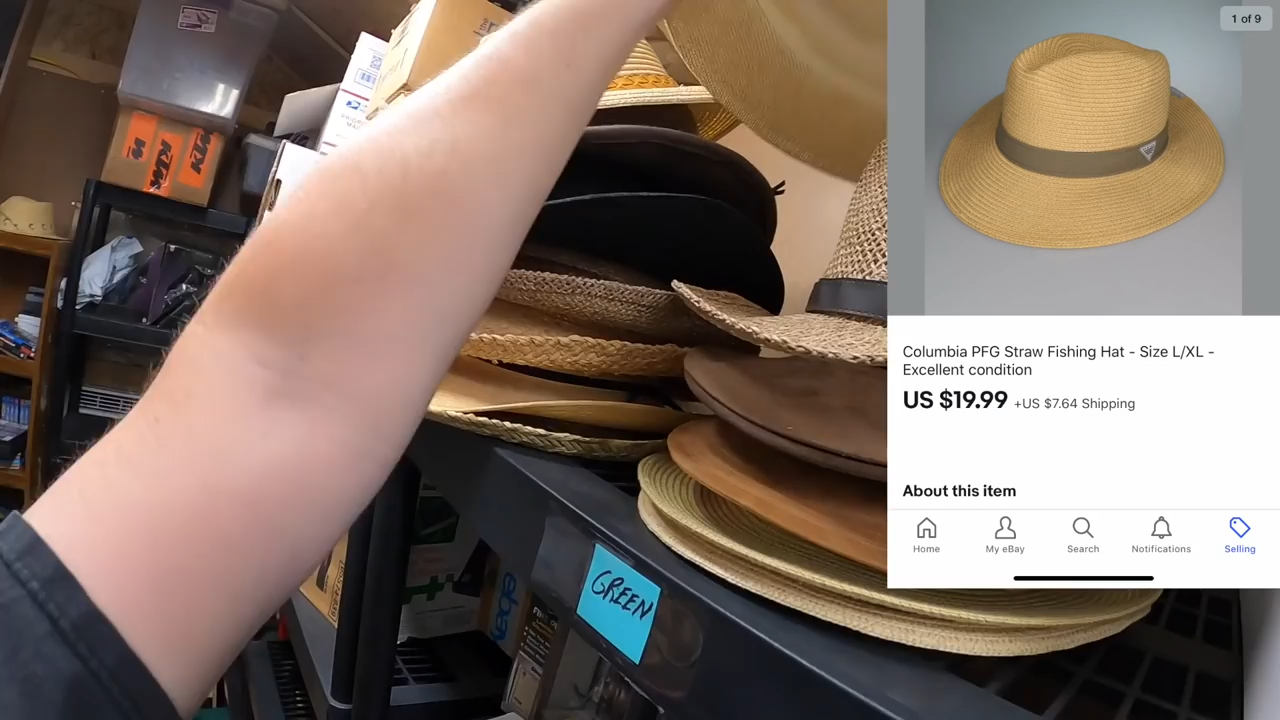 1 of 9
Columbia PFG Straw Fishing Hat - Size L/XL -
Excellent condition
US $19.99 +US $7.64 Shipping
About this item
Home My eBay Search Notifications Selling
KTM
GREEN
ebay